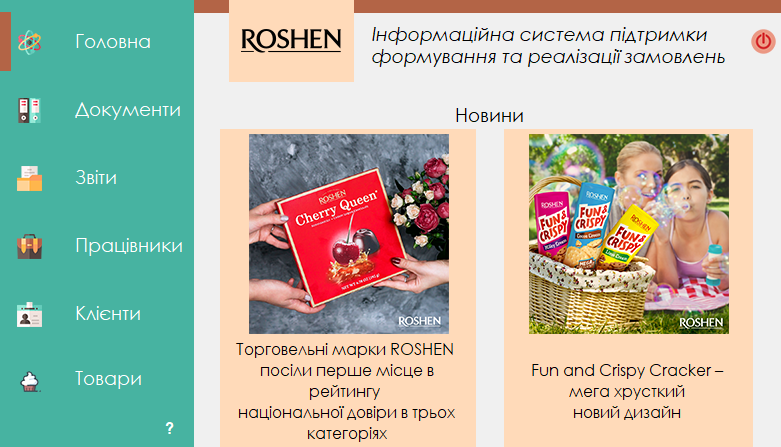 Головна
Документи
Звіти
Працівники
Клієнти
Товари
?
ROSHEN
Інформаційна система підтримки
формування та реалізації замовлень
Новини
ROSHEN
Cherry Queen
ROSHEN
Торговельні марки ROSHEN
посіли перше місце в
рейтингу
національної довіри в трьох
категоріях
ROSHEN
FUN&
CRISPY
ROSHEN
FUN&
CRISPY
ROSHEN
FUN&
CRISPY
ROSHEN
Fun and Crispy Cracker –
мега хрусткий
новий дизайн